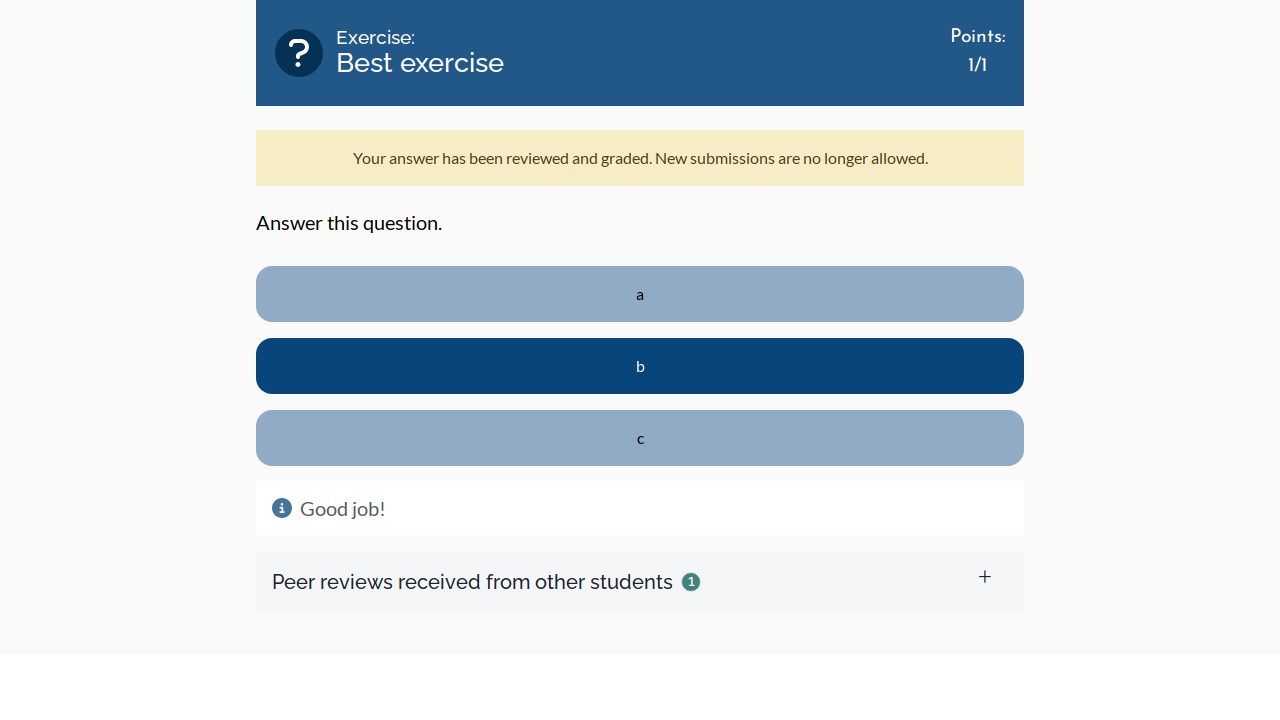 Exercise:
Best exercise
Points:
1/1
Your answer has been reviewed and graded. New submissions are no longer allowed.
Answer this question.
a
b
c
Good job!
Peer reviews received from other students 1
+